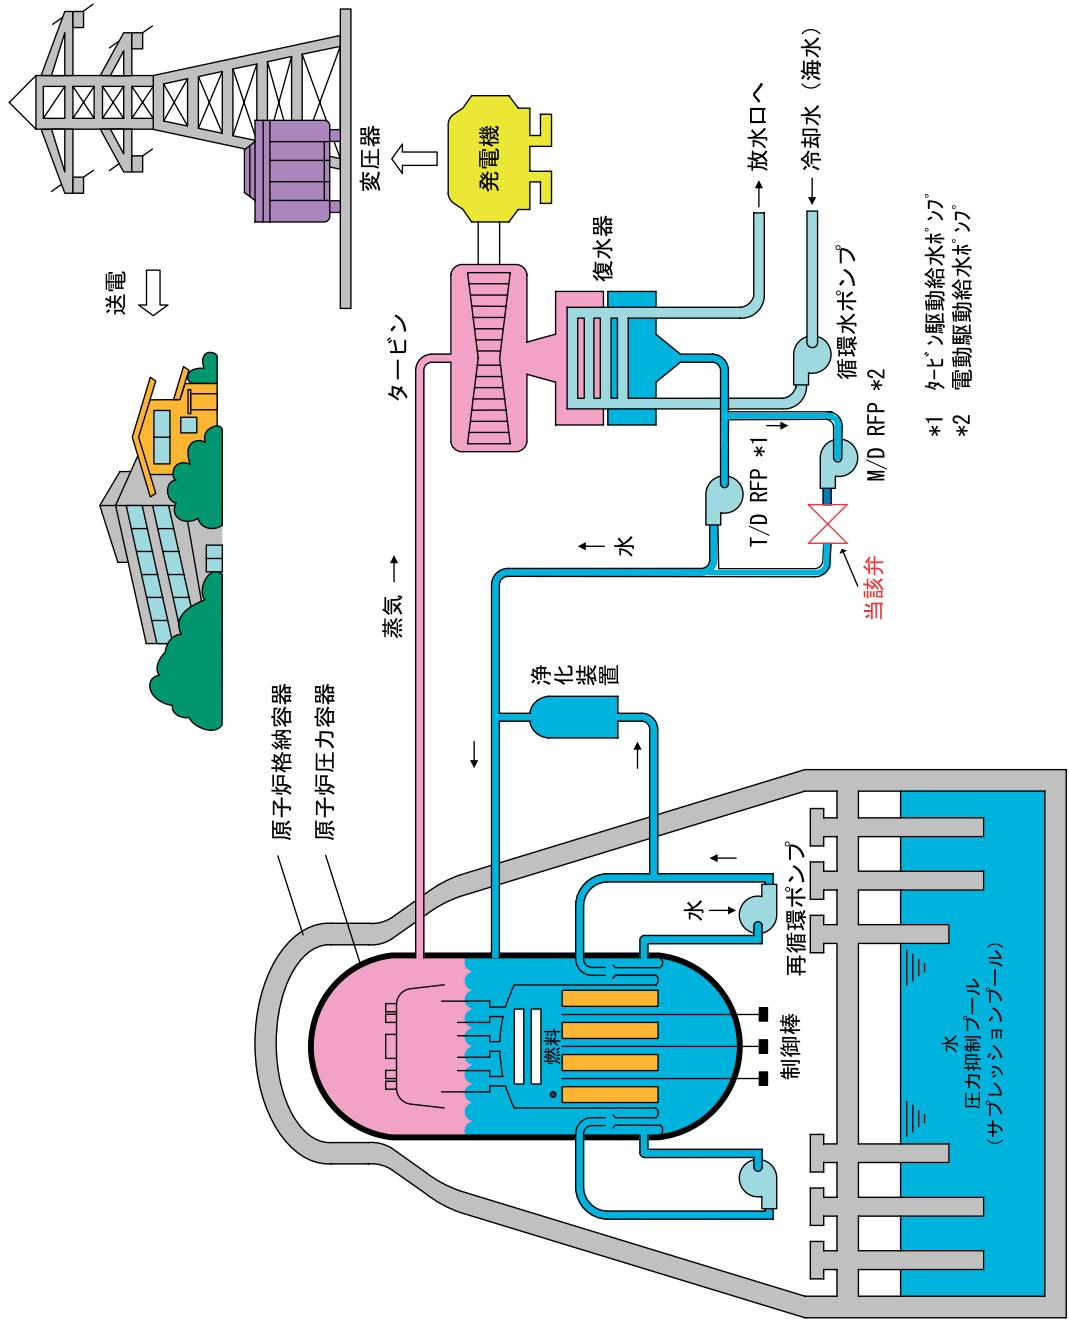 原子炉格納容器
原子炉圧力容器
蒸気
タービン
変圧器
送電
発電機
復水器
放水口へ
冷却水（海水）
循環水ポンプ
T/D RFP *1
M/D RFP *2
当該弁
水
浄化装置
水
再循環ポンプ
燃料
制御棒
水
圧力抑制プール
（サプレッションプール）
*1 ﾀｰﾋﾞﾝ駆動給水ﾎﾟﾝﾌﾟ
*2 電動駆動給水ﾎﾟﾝﾌﾟ